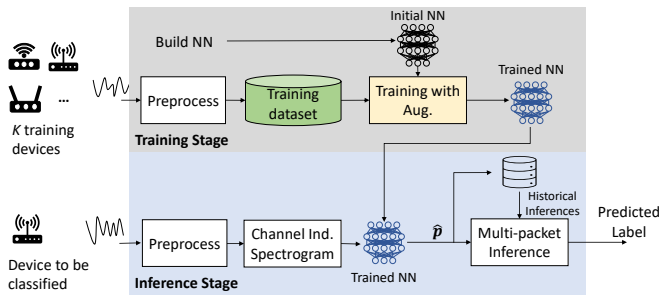 Initial NN
Build NN
Trained NN
Preprocess
Training
dataset
Training with
Aug.
...
K training
devices
Training Stage
Historical
Inferences
Predicted
Label
Preprocess
Channel Ind.
Spectrogram
p̂
Multi-packet
Inference
Trained NN
Device to be
classified
Inference Stage